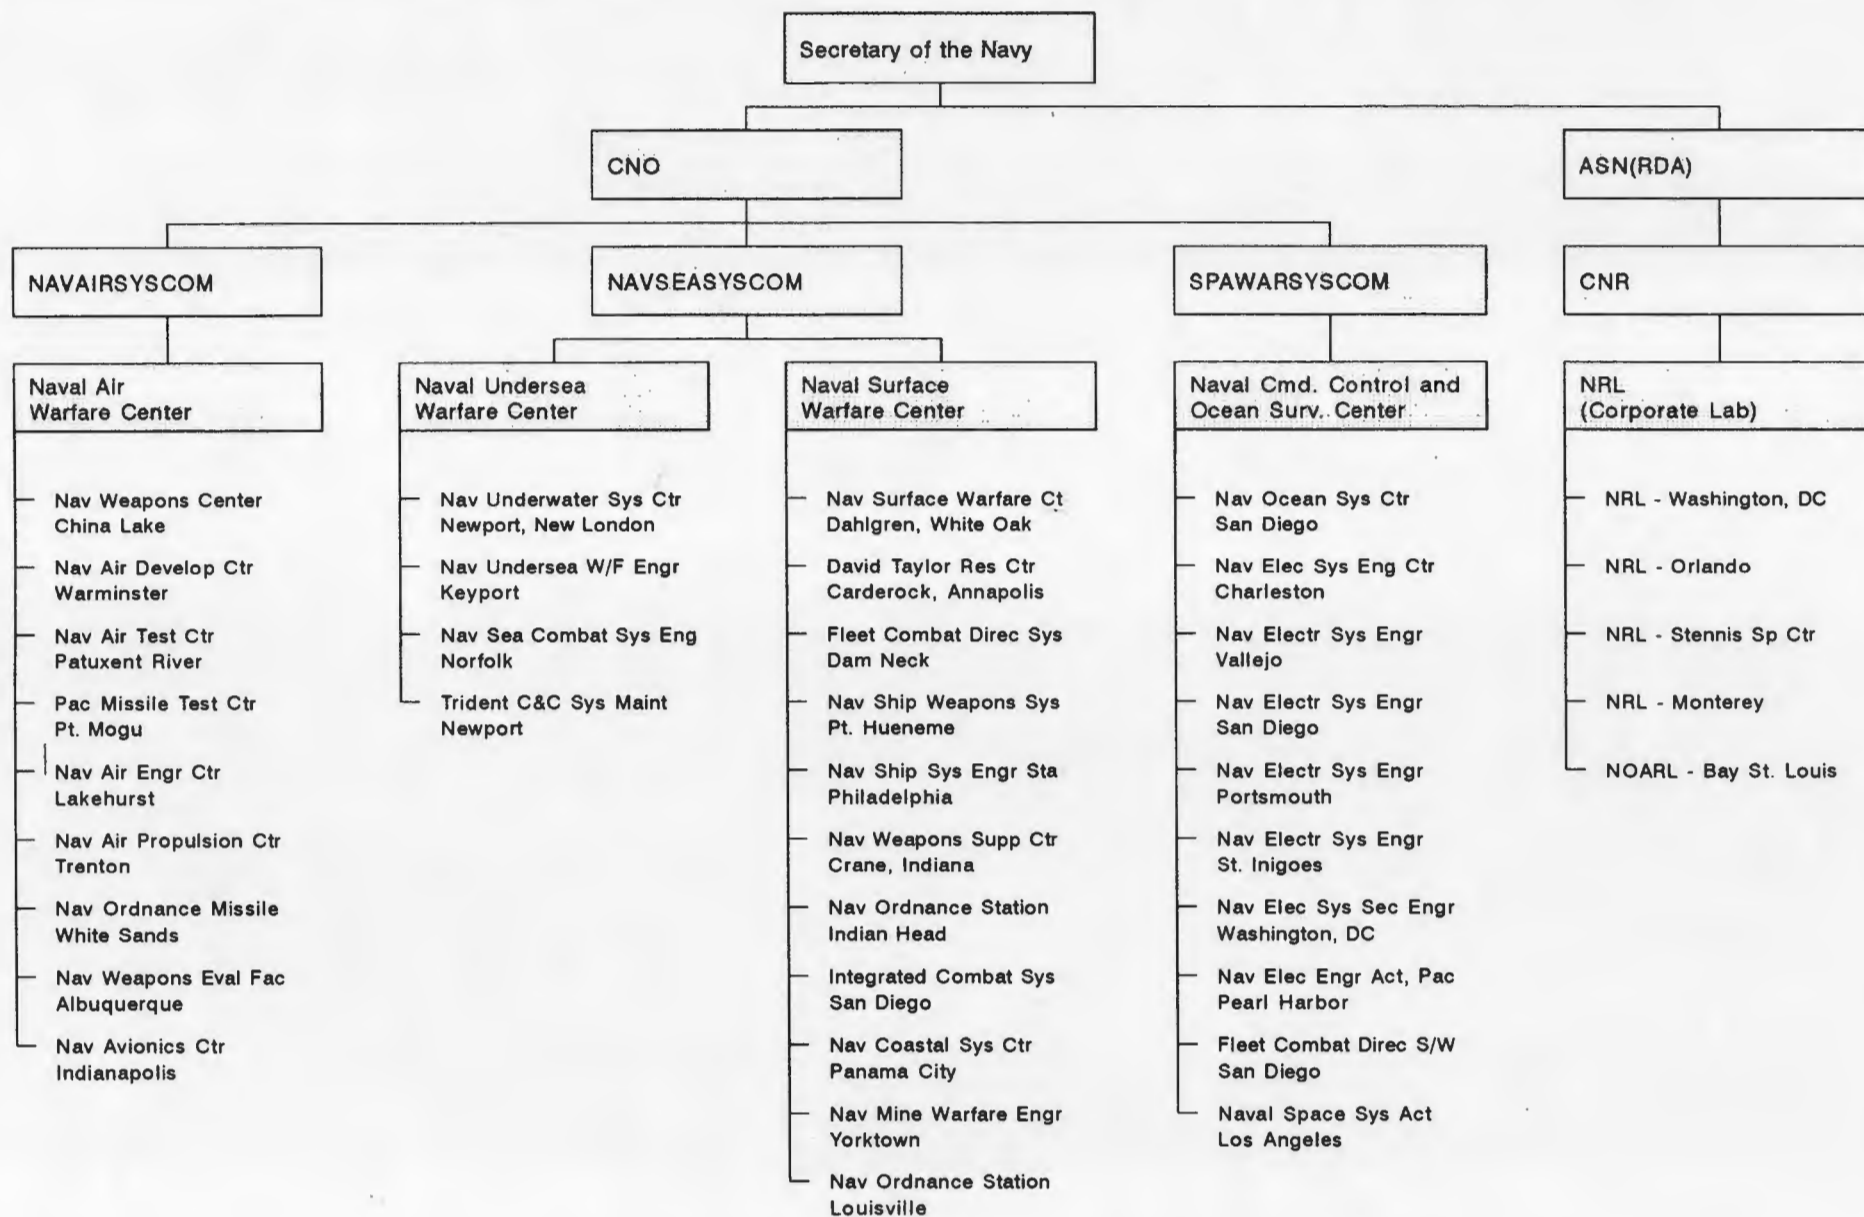 Secretary of the Navy
CNO
ASN(RDA)
NAVAIRSYSCOM
NAVSEASYSCOM
SPAWARSYSCOM
CNR
Naval Air
Warfare Center
Naval Undersea
Warfare Center
Naval Surface
Warfare Center
Naval Cmd. Control and
Ocean Surv. Center
NRL
(Corporate Lab)
Nav Weapons Center
China Lake
Nav Air Develop Ctr
Warminster
Nav Air Test Ctr
Patuxent River
Pac Missile Test Ctr
Pt. Mogu
Nav Air Engr Ctr
Lakehurst
Nav Air Propulsion Ctr
Trenton
Nav Ordnance Missile
White Sands
Nav Weapons Eval Fac
Albuquerque
Nav Avionics Ctr
Indianapolis
Nav Underwater Sys Ctr
Newport, New London
Nav Undersea W/F Engr
Keyport
Nav Sea Combat Sys Eng
Norfolk
Trident C&C Sys Maint
Newport
Nav Surface Warfare Ct
Dahlgren, White Oak
David Taylor Res Ctr
Carderock, Annapolis
Fleet Combat Direc Sys
Dam Neck
Nav Ship Weapons Sys
Pt. Hueneme
Nav Ship Sys Engr Sta
Philadelphia
Nav Weapons Supp Ctr
Crane, Indiana
Nav Ordnance Station
Indian Head
Integrated Combat Sys
San Diego
Nav Coastal Sys Ctr
Panama City
Nav Mine Warfare Engr
Yorktown
Nav Ordnance Station
Louisville
Nav Ocean Sys Ctr
San Diego
Nav Elec Sys Eng Ctr
Charleston
Nav Electr Sys Engr
Vallejo
Nav Electr Sys Engr
San Diego
Nav Electr Sys Engr
Portsmouth
Nav Electr Sys Engr
St. Inigoes
Nav Elec Sys Sec Engr
Washington, DC
Nav Elec Engr Act, Pac
Pearl Harbor
Fleet Combat Direc S/W
San Diego
Naval Space Sys Act
Los Angeles
NRL - Washington, DC
NRL - Orlando
NRL - Stennis Sp Ctr
NRL - Monterey
NOARL - Bay St. Louis